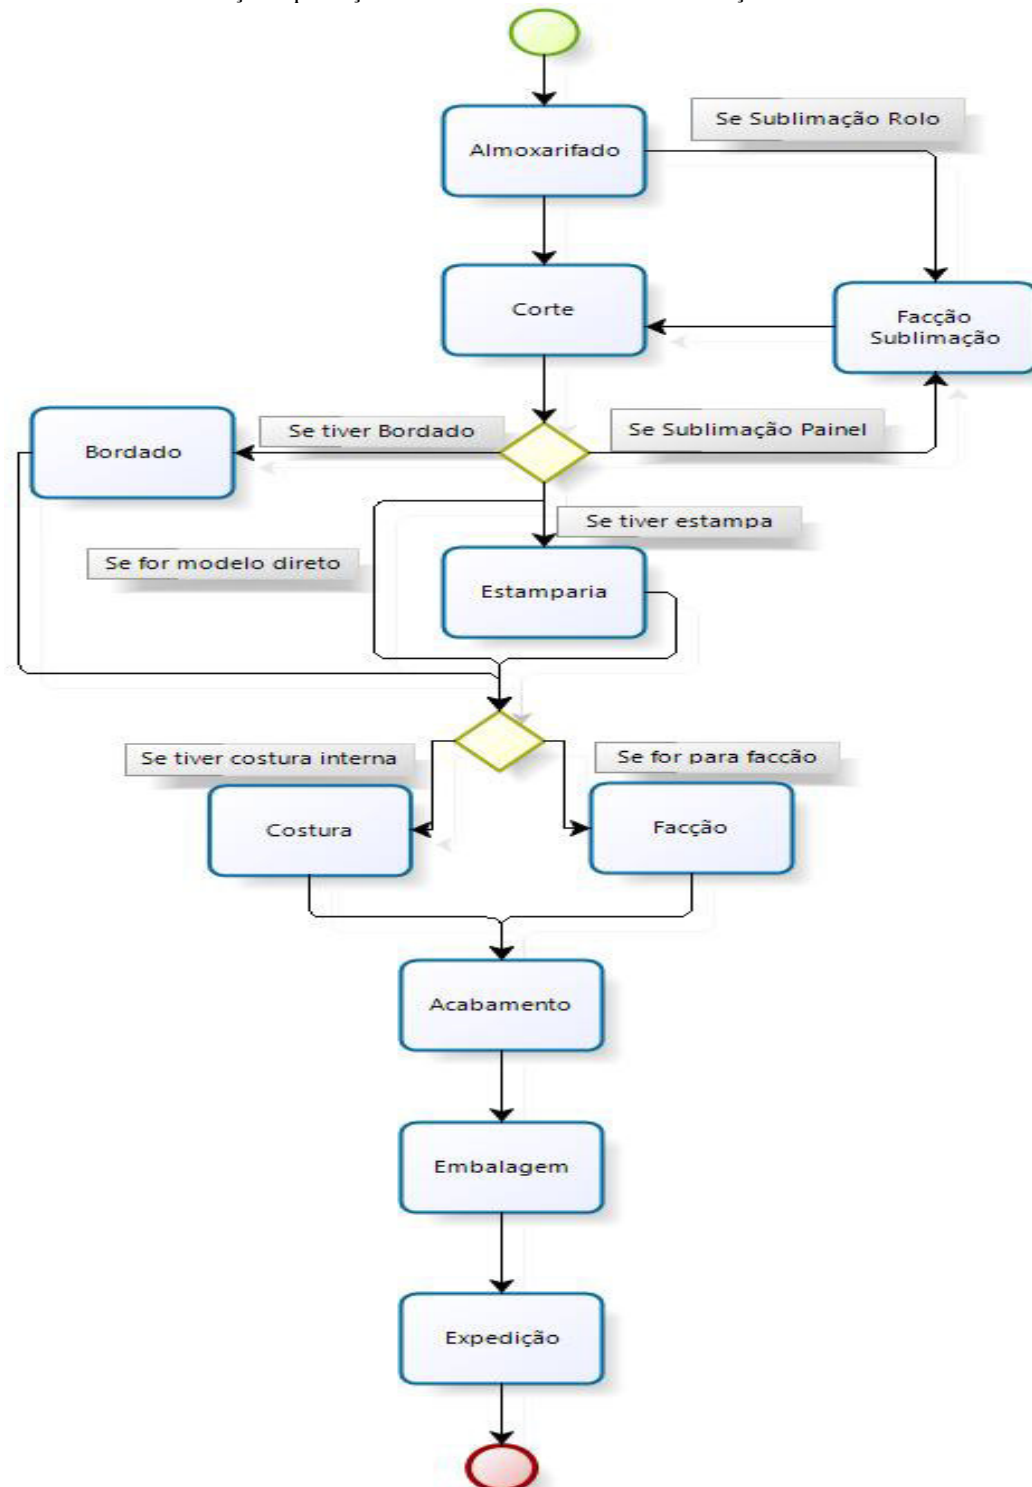 Almoxarifado
Se Sublimação Rolo
Corte
Facção
Sublimação
Se tiver Bordado
Se Sublimação Painel
Bordado
Se tiver estampa
Se for modelo direto
Estamparia
Se tiver costura interna
Se for para facção
Costura
Facção
Acabamento
Embalagem
Expedição